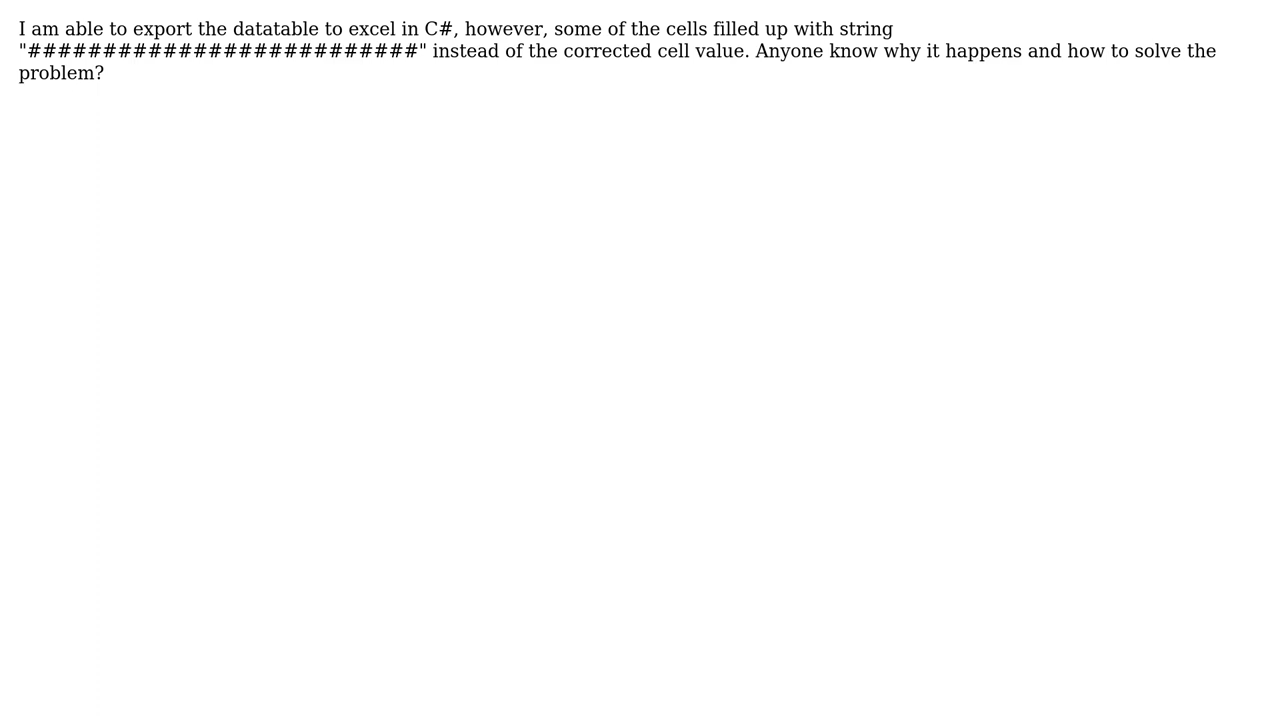 I am able to export the datatable to excel in C#, however, some of the cells filled up with string
"##########################" instead of the corrected cell value. Anyone know why it happens and how to solve the
problem?